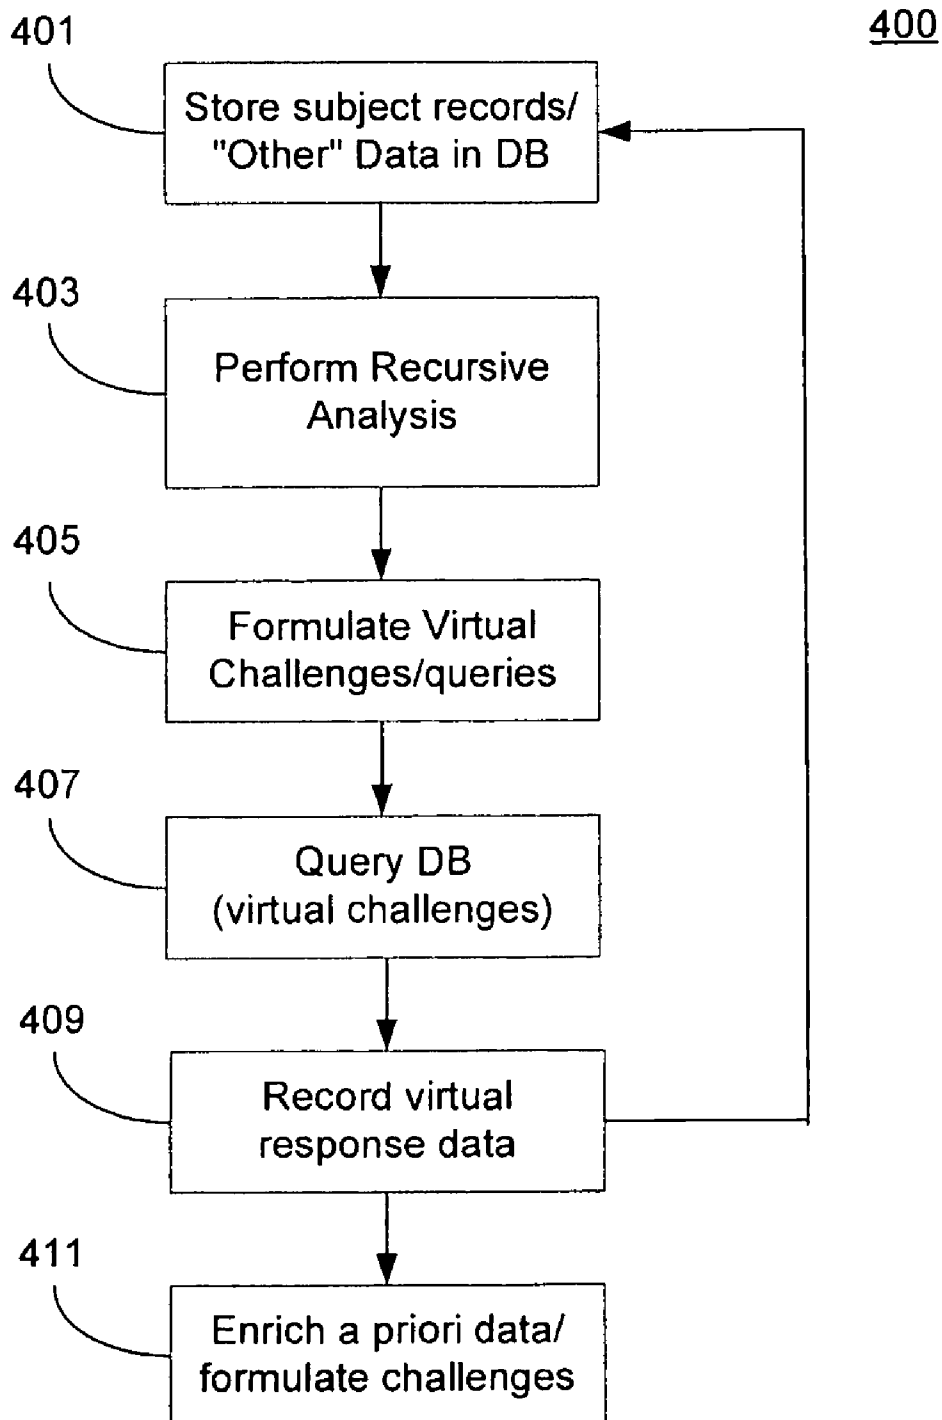 401
400
Store subject records/
"Other" Data in DB
403
Perform Recursive
Analysis
405
Formulate Virtual
Challenges/queries
407
Query DB
(virtual challenges)
409
Record virtual
response data
411
Enrich a priori data/
formulate challenges